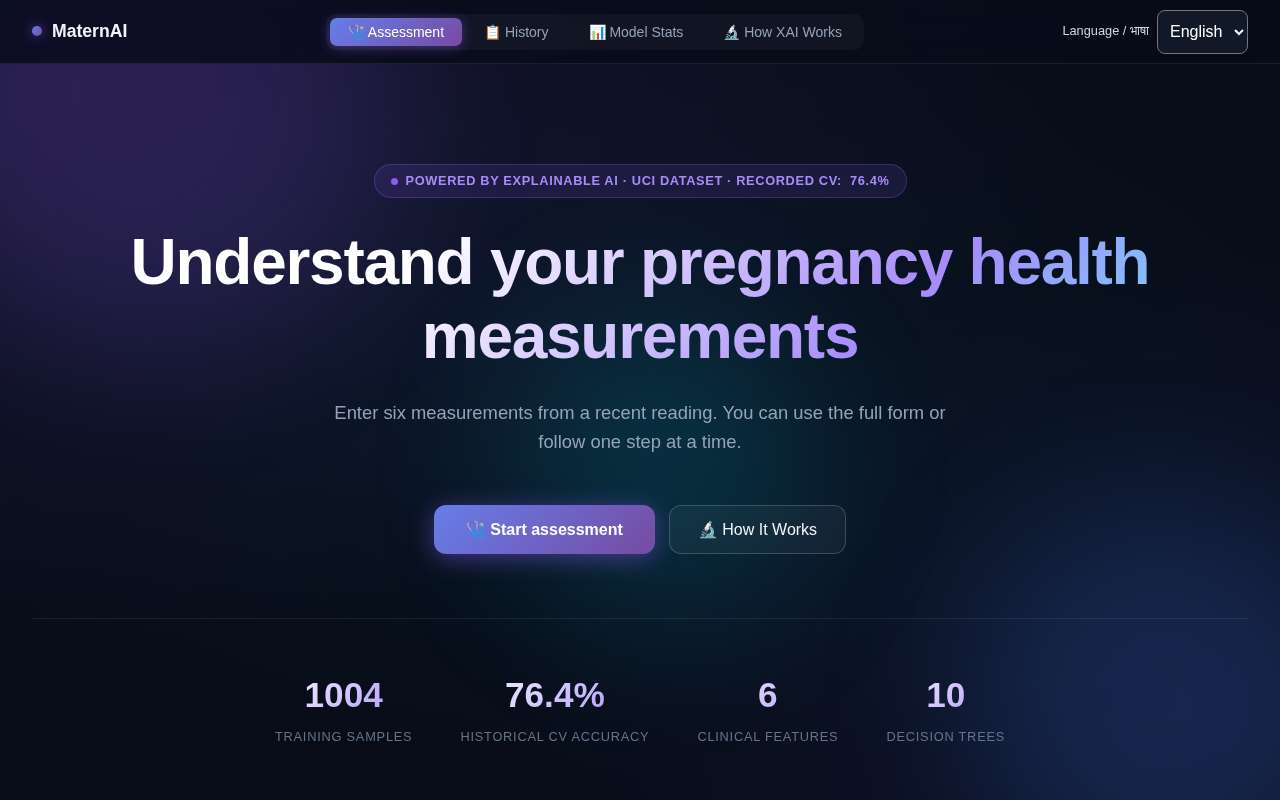 MaternAI
🩺 Assessment
📋 History
📊 Model Stats
🔬 How XAI Works
Language / भाषा
English
POWERED BY EXPLAINABLE AI · UCI DATASET · RECORDED CV: 76.4%
Understand your pregnancy health
measurements
Enter six measurements from a recent reading. You can use the full form or
follow one step at a time.
🩺 Start assessment
🔬 How It Works
1004
TRAINING SAMPLES
76.4%
HISTORICAL CV ACCURACY
6
CLINICAL FEATURES
10
DECISION TREES